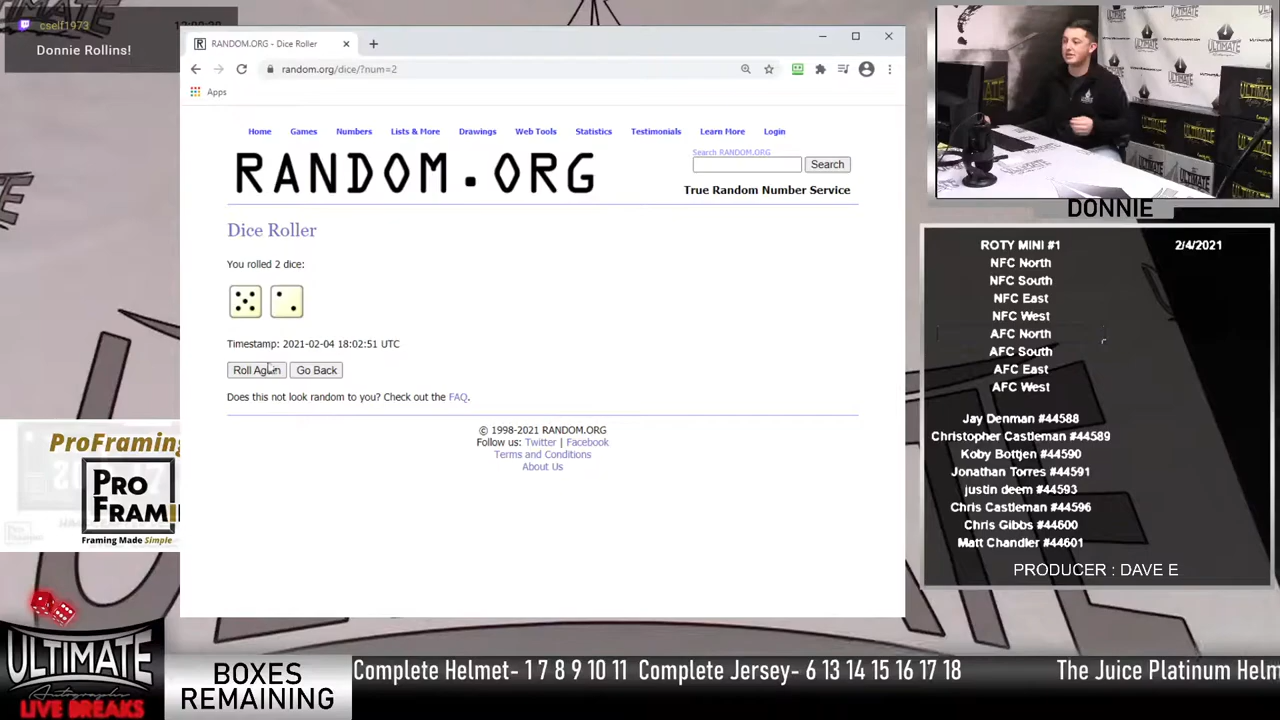 cself1973
Donnie Rollins!
RANDOM.ORG - Dice Roller
random.org/dice/?num=2
Apps
Home Games Numbers Lists & More Drawings Web Tools Statistics Testimonials Learn More Login
RANDOM.ORG
Search RANDOM.ORG
Search
True Random Number Service
Dice Roller
You rolled 2 dice:
Timestamp: 2021-02-04 18:02:51 UTC
Roll Again Go Back
Does this not look random to you? Check out the FAQ.
© 1998-2021 RANDOM.ORG
Follow us: Twitter | Facebook
Terms and Conditions
About Us
DONNIE
ROTY MINI #1 2/4/2021
NFC North
NFC South
NFC East
NFC West
AFC North
AFC South
AFC East
AFC West
Jay Denman #44588
Christopher Castleman #44589
Koby Bottjen #44590
Jonathan Torres #44591
justin deem #44593
Chris Castleman #44596
Chris Gibbs #44600
Matt Chandler #44601
PRODUCER : DAVE E
ProFraming
PRO
FRAMI
Framing Made Simple
ULTIMATE
Autographs
LIVE BREAKS
BOXES
REMAINING
Complete Helmet- 1 7 8 9 10 11 Complete Jersey- 6 13 14 15 16 17 18 The Juice Platinum Helm